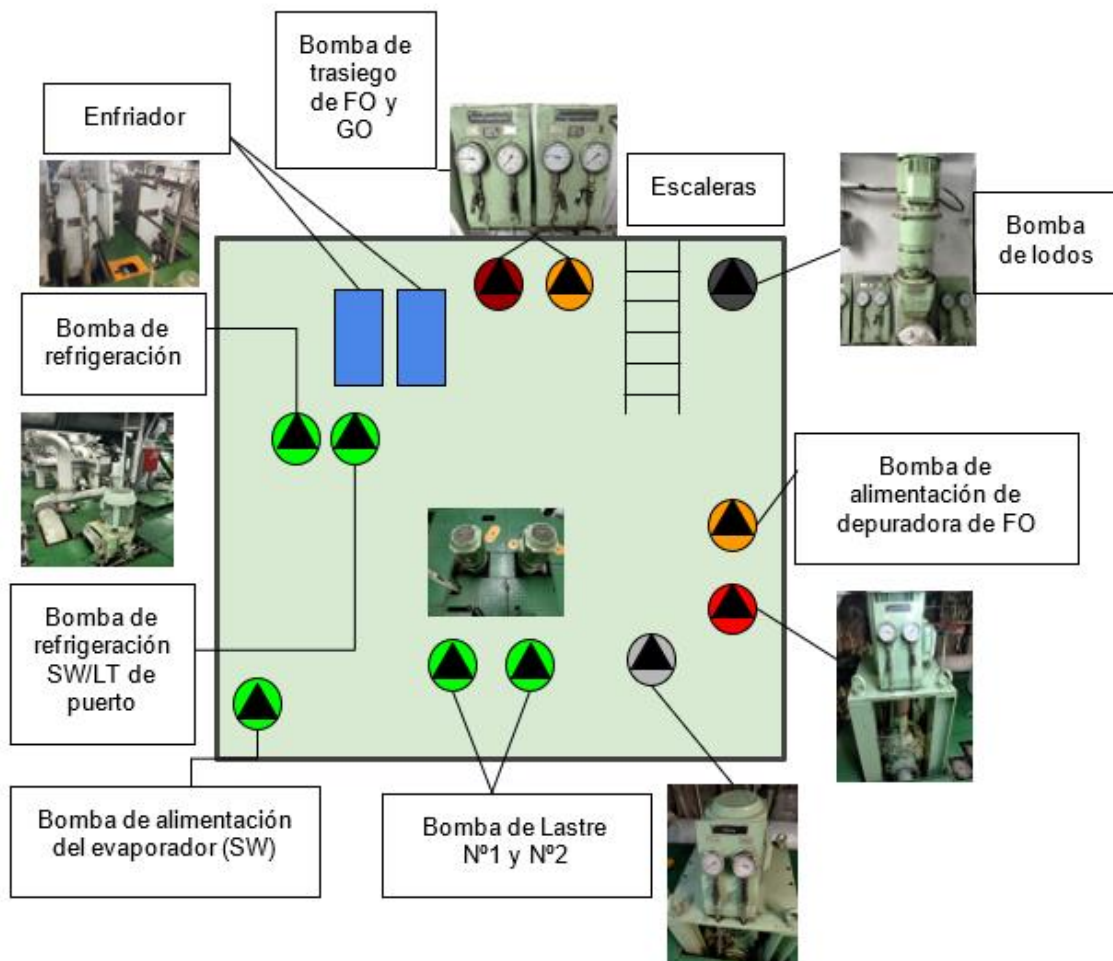 Bomba de
trasiego
de FO y
GO
Enfriador
Escaleras
Bomba
de lodos
Bomba de
refrigeración
Bomba de
alimentación de
depuradora de FO
Bomba de
refrigeración
SW/LT de
puerto
Bomba de alimentación
del evaporador (SW)
Bomba de Lastre
Nº1 y Nº2